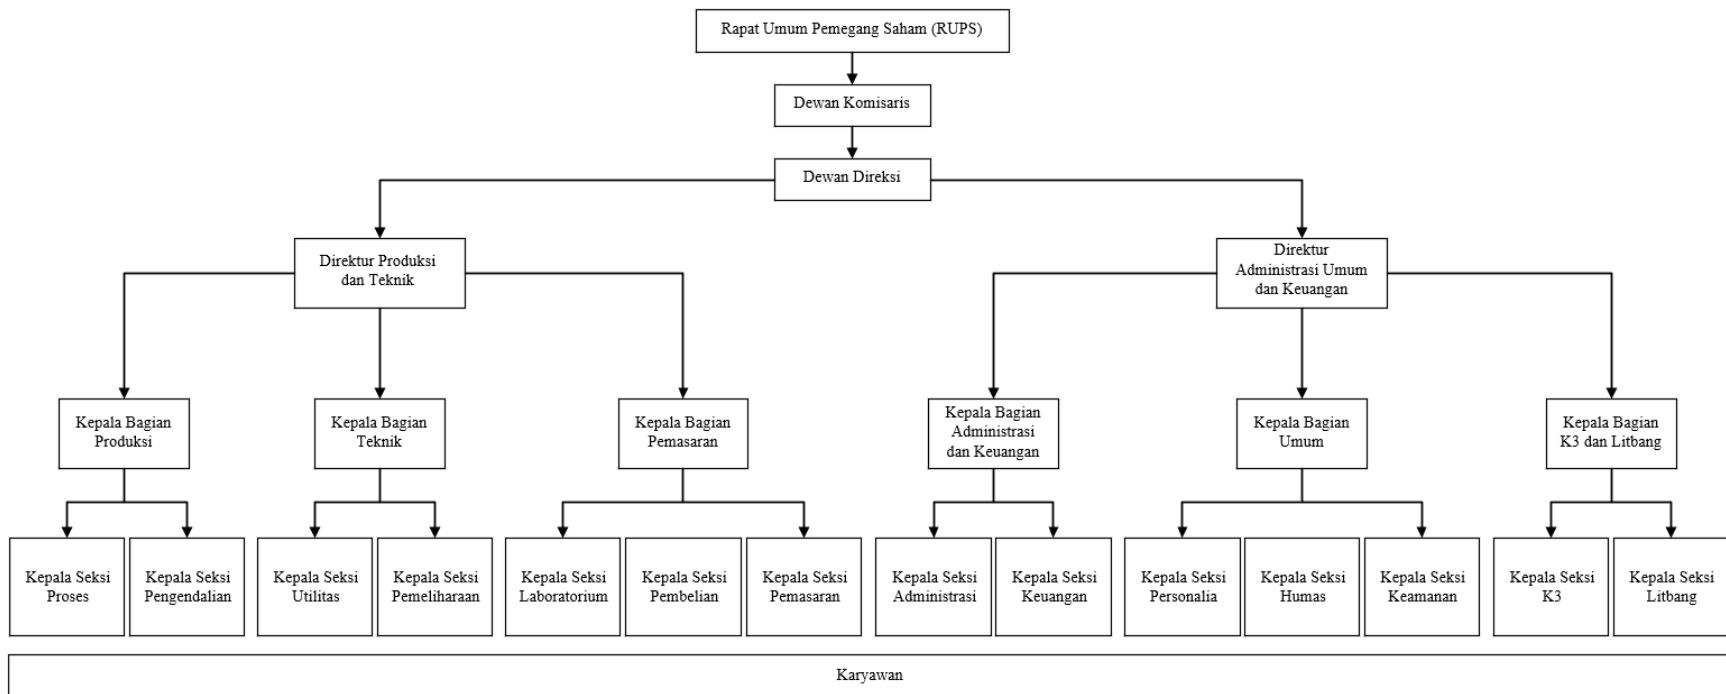 Rapat Umum Pemegang Saham (RUPS)
Dewan Komisaris
Dewan Direksi
Direktur Produksi
dan Teknik
Direktur
Administrasi Umum
dan Keuangan
Kepala Bagian
Produksi
Kepala Bagian
Teknik
Kepala Bagian
Pemasaran
Kepala Bagian
Administrasi
dan Keuangan
Kepala Bagian
Umum
Kepala Bagian
K3 dan Litbang
Kepala Seksi
Proses
Kepala Seksi
Pengendalian
Kepala Seksi
Utilitas
Kepala Seksi
Pemeliharaan
Kepala Seksi
Laboratorium
Kepala Seksi
Pembelian
Kepala Seksi
Pemasaran
Kepala Seksi
Administrasi
Kepala Seksi
Keuangan
Kepala Seksi
Personalia
Kepala Seksi
Humas
Kepala Seksi
Keamanan
Kepala Seksi
K3
Kepala Seksi
Litbang
Karyawan